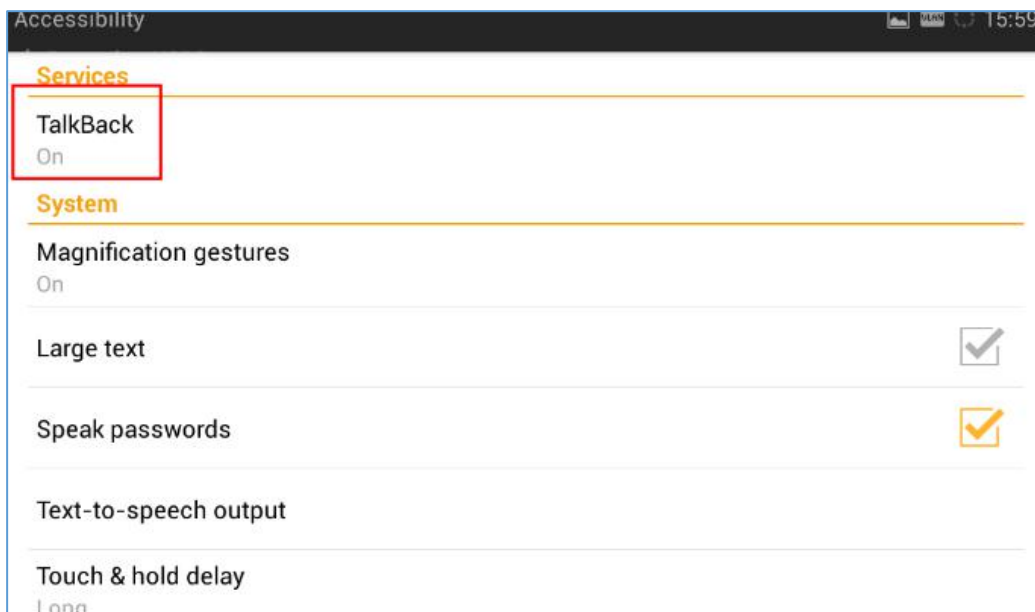 Accessibility
VLAN 15:59
Services
TalkBack
On
System
Magnification gestures
On
Large text
Speak passwords
Text-to-speech output
Touch & hold delay
Long